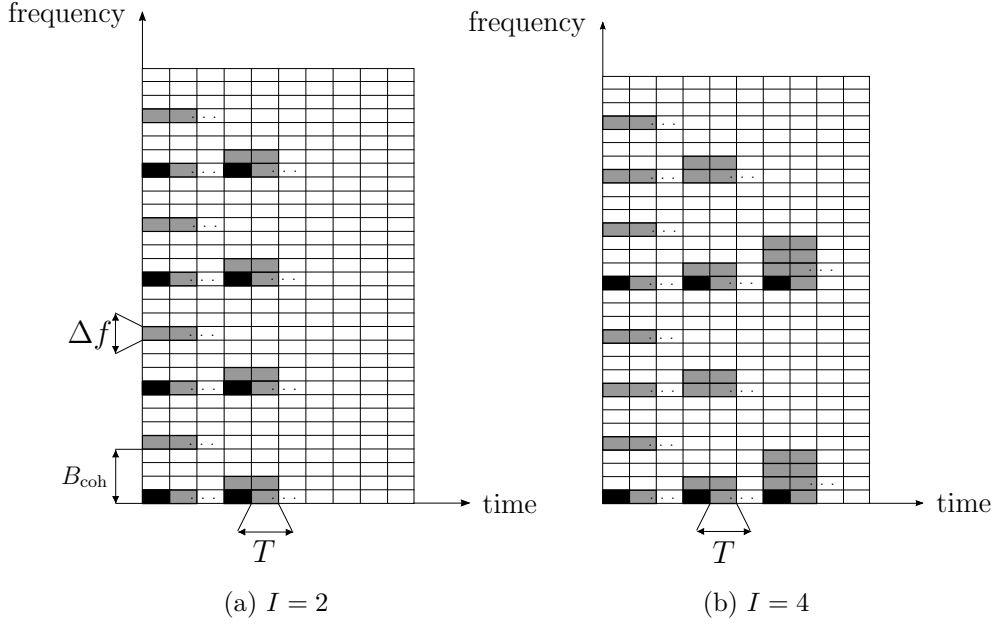 frequency
Δf
B_coh
time
T
(a) I = 2
frequency
time
T
(b) I = 4